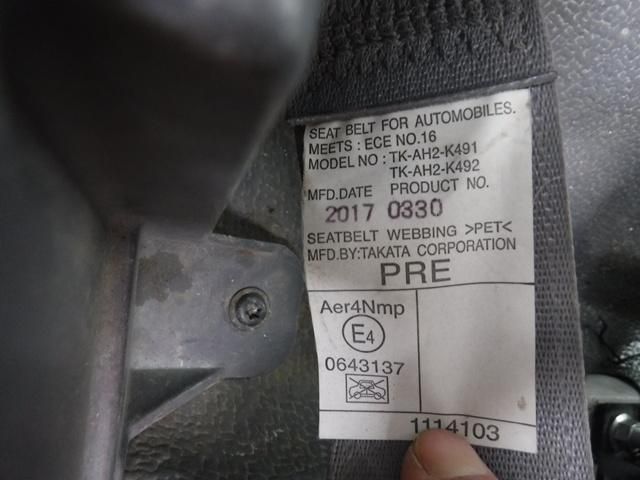 SEAT BELT FOR AUTOMOBILES.
MEETS : ECE NO.16
MODEL NO : TK-AH2-K491
TK-AH2-K492
MFD.DATE PRODUCT NO.
2017 0330
SEATBELT WEBBING >PET<
MFD.BY:TAKATA CORPORATION
PRE
Aer4Nmp
E4
0643137
1114103